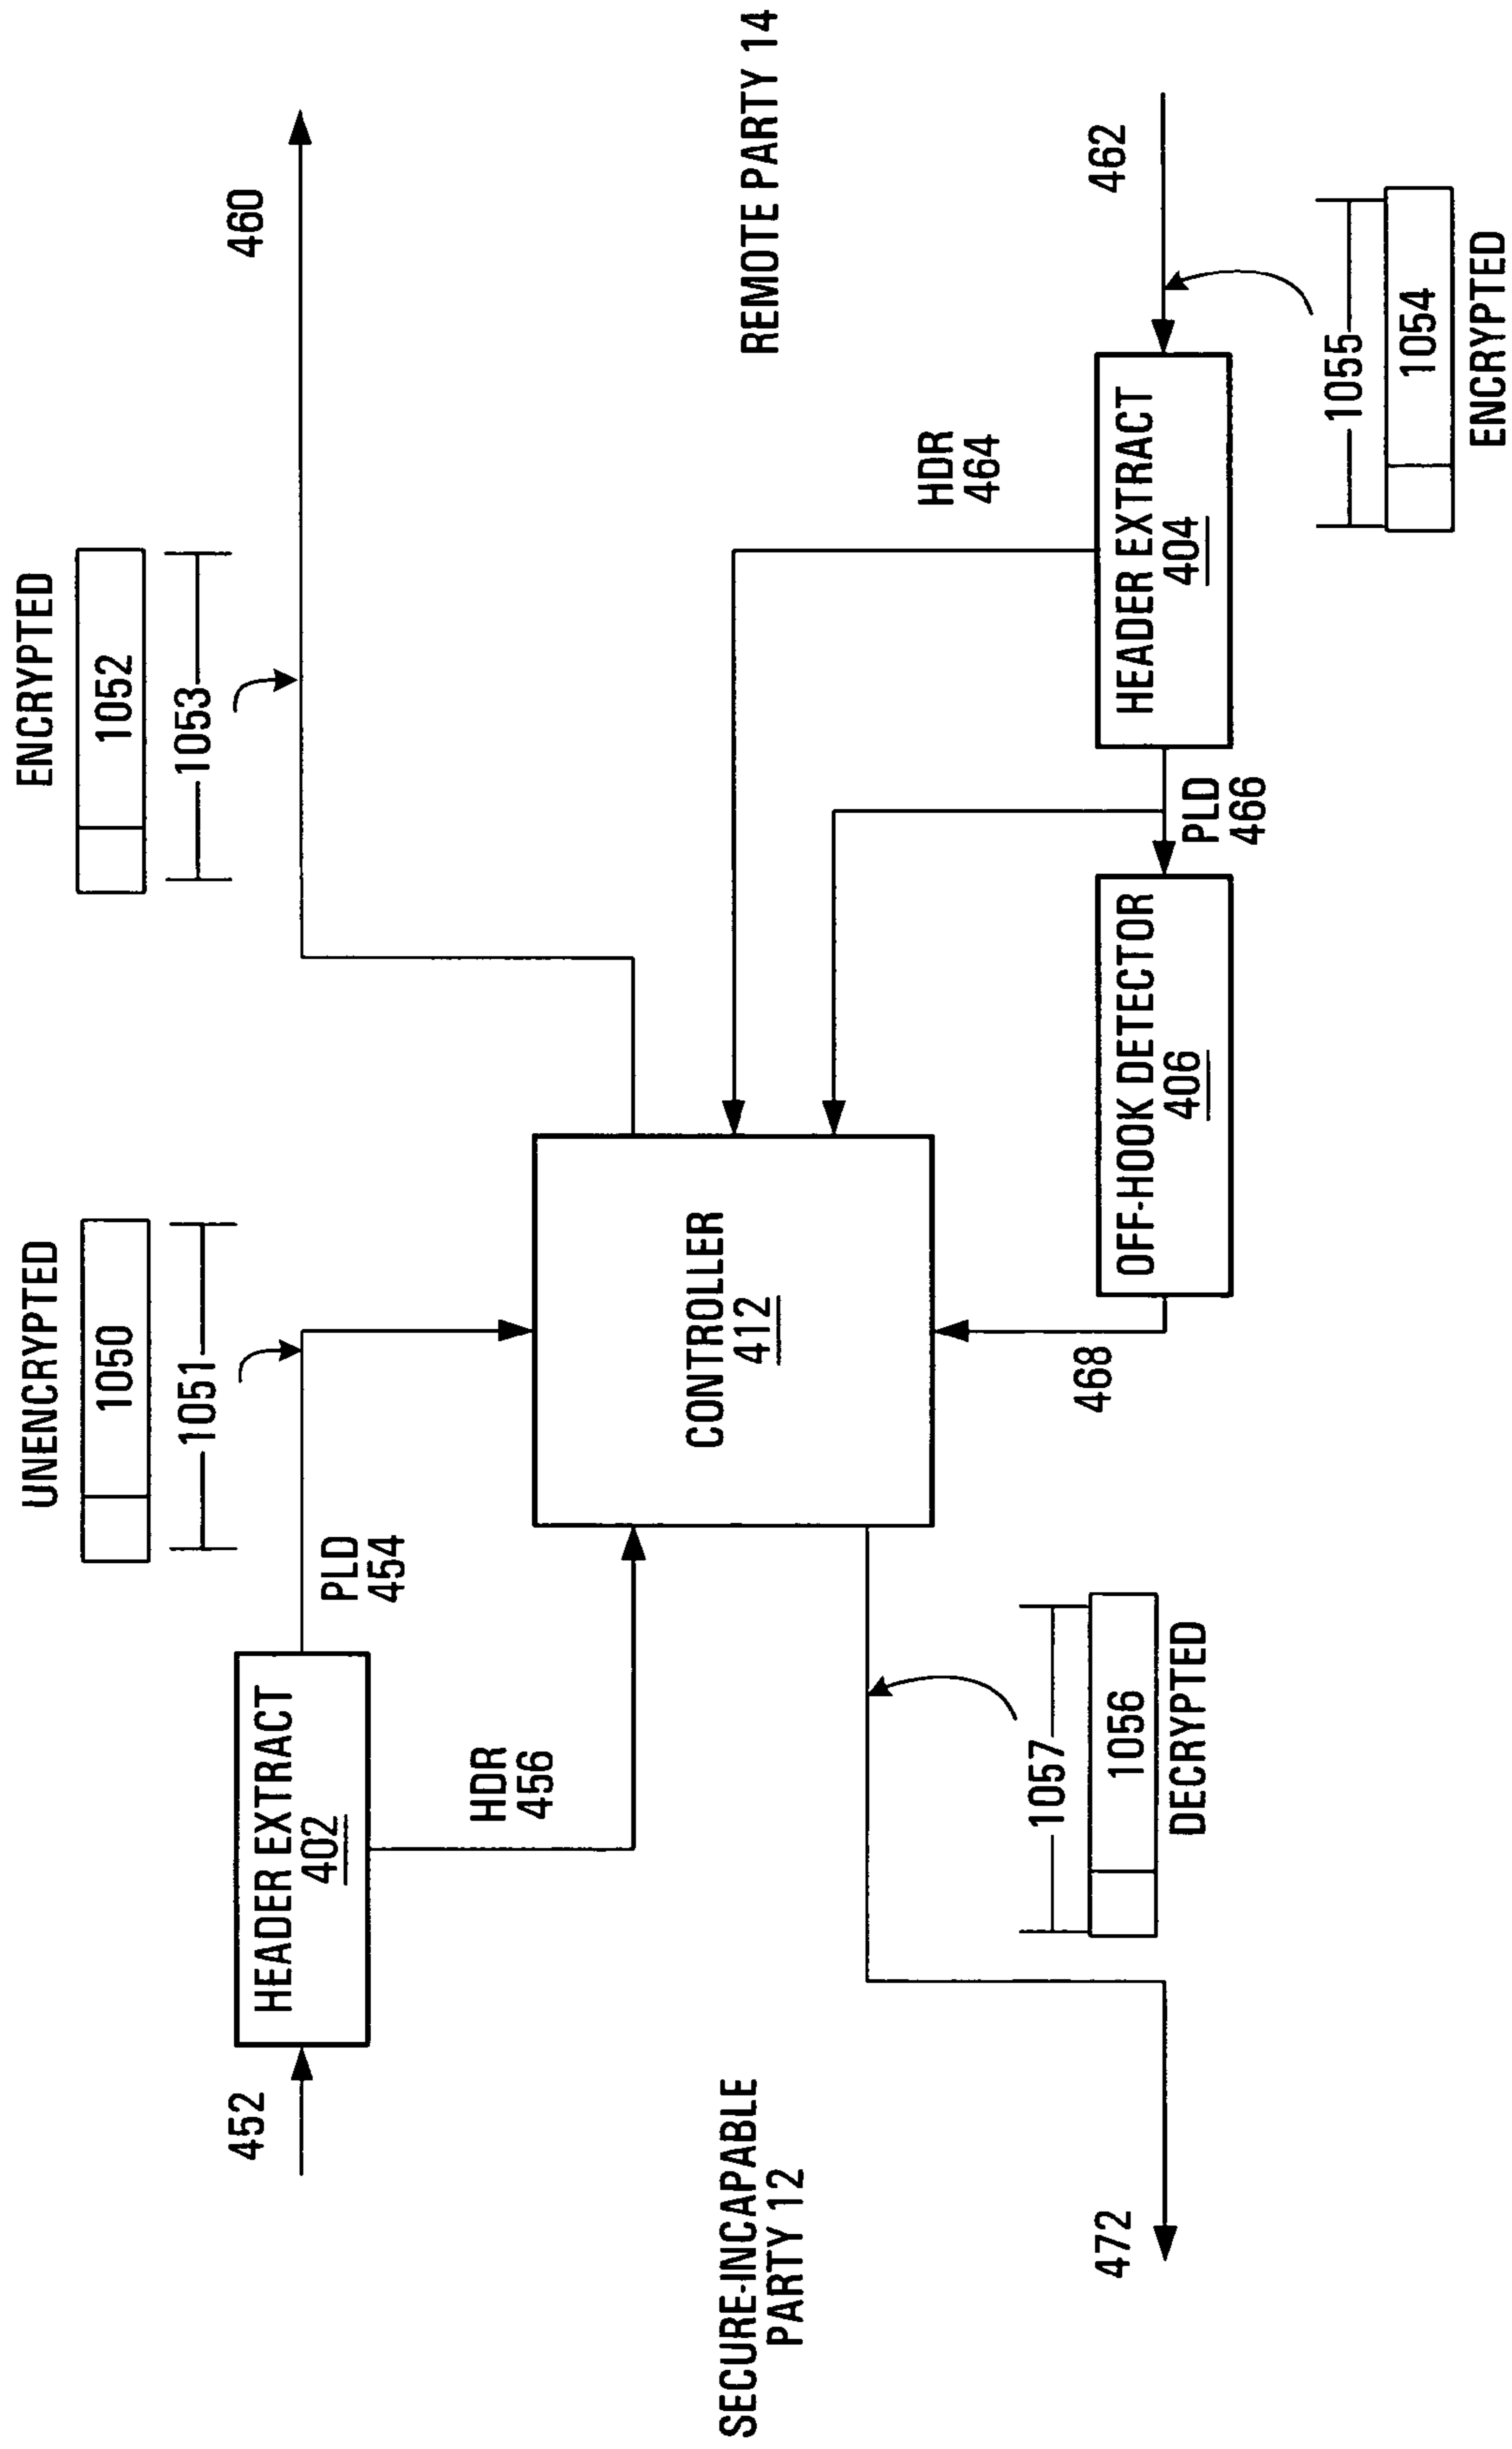 UNENCRYPTED
1050
1051
ENCRYPTED
1052
1053
452
HEADER EXTRACT
402
PLD
454
HDR
456
460
SECURE-INCAPABLE
PARTY 12
CONTROLLER
412
REMOTE PARTY 14
HDR
464
462
472
1057
1056
DECRYPTED
468
OFF-HOOK DETECTOR
406
PLD
466
HEADER EXTRACT
404
1055
1054
ENCRYPTED